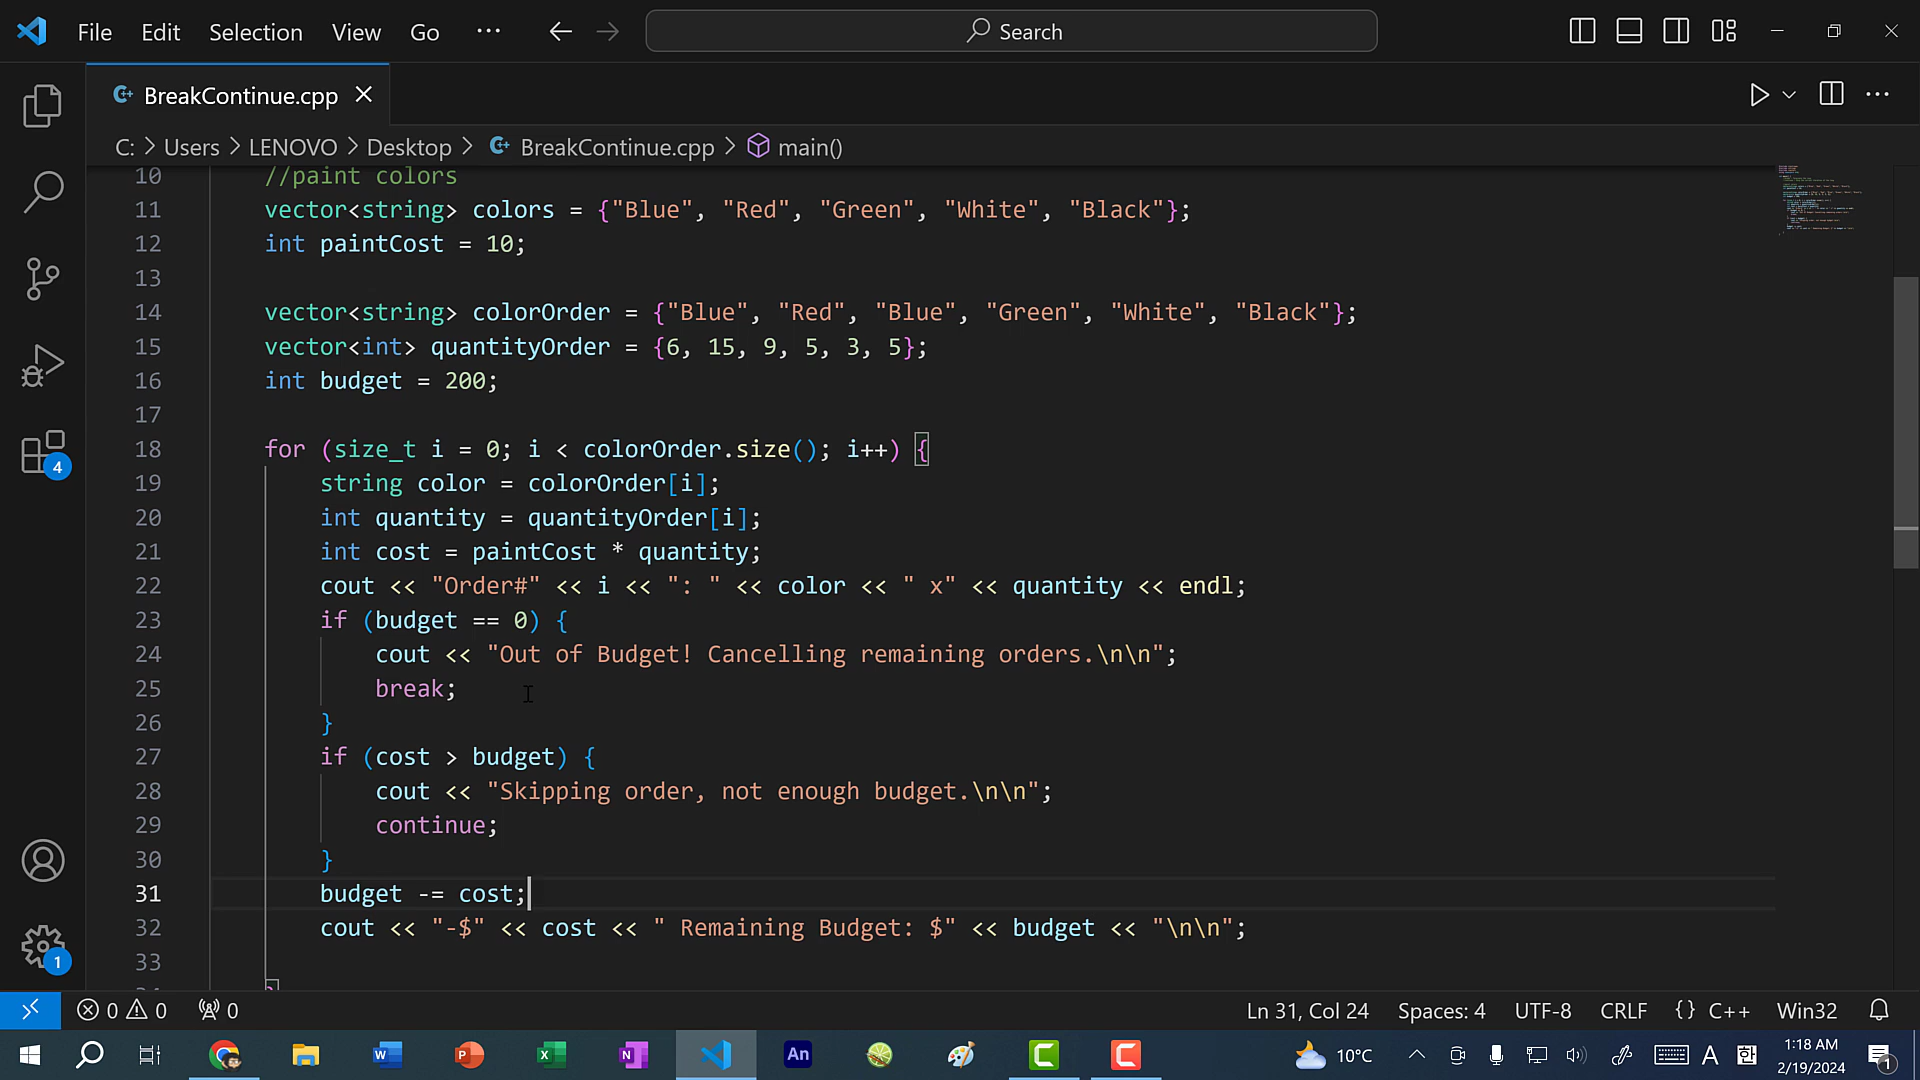 File Edit Selection View Go ··· Search
BreakContinue.cpp
C: > Users > LENOVO > Desktop > BreakContinue.cpp > main()
10 //paint colors
11 vector<string> colors = {"Blue", "Red", "Green", "White", "Black"};
12 int paintCost = 10;
13
14 vector<string> colorOrder = {"Blue", "Red", "Blue", "Green", "White", "Black"};
15 vector<int> quantityOrder = {6, 15, 9, 5, 3, 5};
16 int budget = 200;
17
18 for (size_t i = 0; i < colorOrder.size(); i++) {
19 string color = colorOrder[i];
20 int quantity = quantityOrder[i];
21 int cost = paintCost * quantity;
22 cout << "Order#" << i << ": " << color << " x" << quantity << endl;
23 if (budget == 0) {
24 cout << "Out of Budget! Cancelling remaining orders.\n\n";
25 break;
26 }
27 if (cost > budget) {
28 cout << "Skipping order, not enough budget.\n\n";
29 continue;
30 }
31 budget -= cost;
32 cout << "-$" << cost << " Remaining Budget: $" << budget << "\n\n";
33
4
1
0 0 0 Ln 31, Col 24 Spaces: 4 UTF-8 CRLF {} C++ Win32
W P X N An C C 10°C A 한 1:18 AM
2/19/2024 1